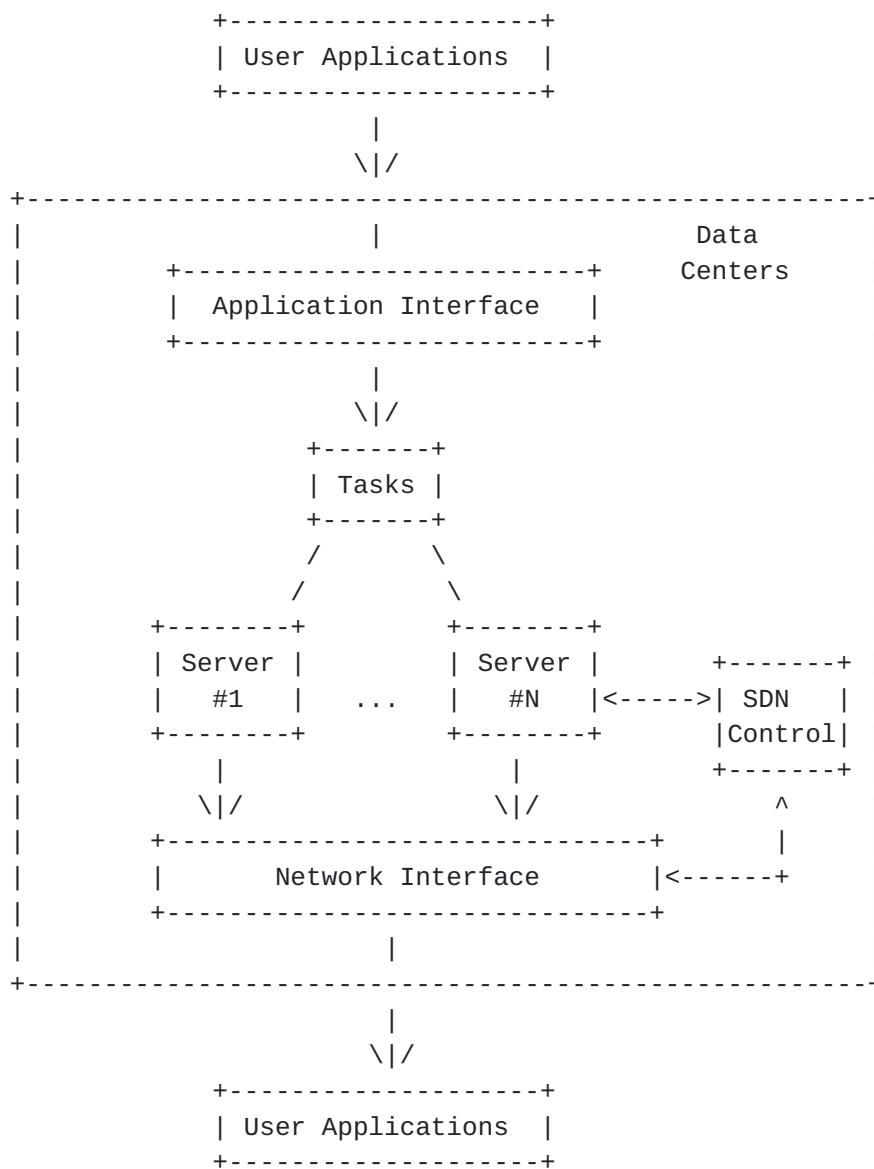 User Applications
Data
Centers
Application Interface
Tasks
Server Server
#1 ... #N SDN
Control
Network Interface
User Applications